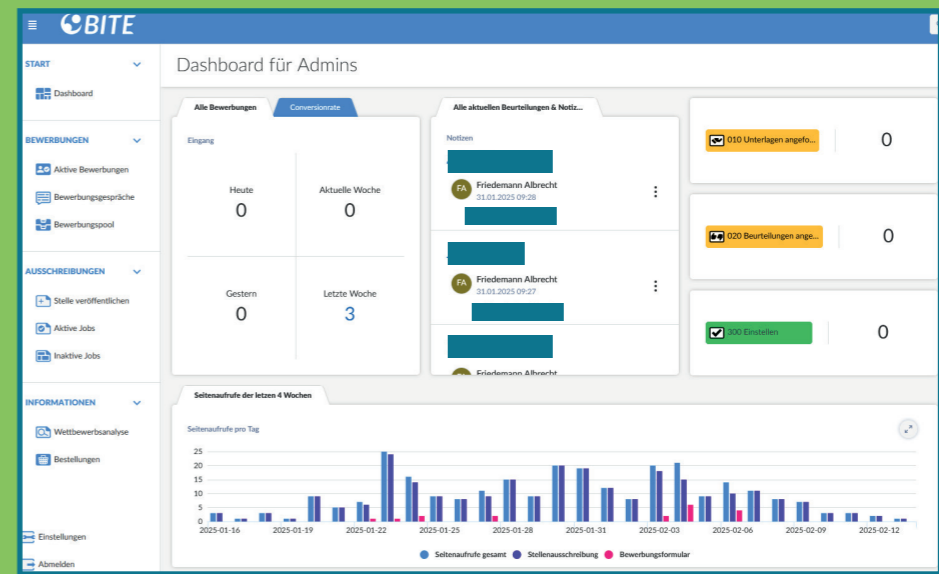 BITE
START
Dashboard
BEWERBUNGEN
Aktive Bewerbungen
Bewerbungsgespräche
Bewerbungspool
AUSSCHREIBUNGEN
Stelle veröffentlichen
Aktive Jobs
Inaktive Jobs
INFORMATIONEN
Wettbewerbsanalyse
Bestellungen
Einstellungen
Abmelden
Dashboard für Admins
Alle Bewerbungen
Conversionrate
Eingang
Heute
0
Aktuelle Woche
0
Gestern
0
Letzte Woche
3
Alle aktuellen Beurteilungen & Notiz...
Notizen
FA
Friedemann Albrecht
31.01.2025 09:28
FA
Friedemann Albrecht
31.01.2025 09:27
Friedemann Albrecht
010 Unterlagen angefo...
0
020 Beurteilungen ange...
0
300 Einstellen
0
Seitenaufrufe der letzen 4 Wochen
Seitenaufrufe pro Tag
25
20
15
10
5
0
2025-01-16 2025-01-19 2025-01-22 2025-01-25 2025-01-28 2025-01-31 2025-02-03 2025-02-06 2025-02-09 2025-02-12
Seitenaufrufe gesamt Stellenausschreibung Bewerbungsformular